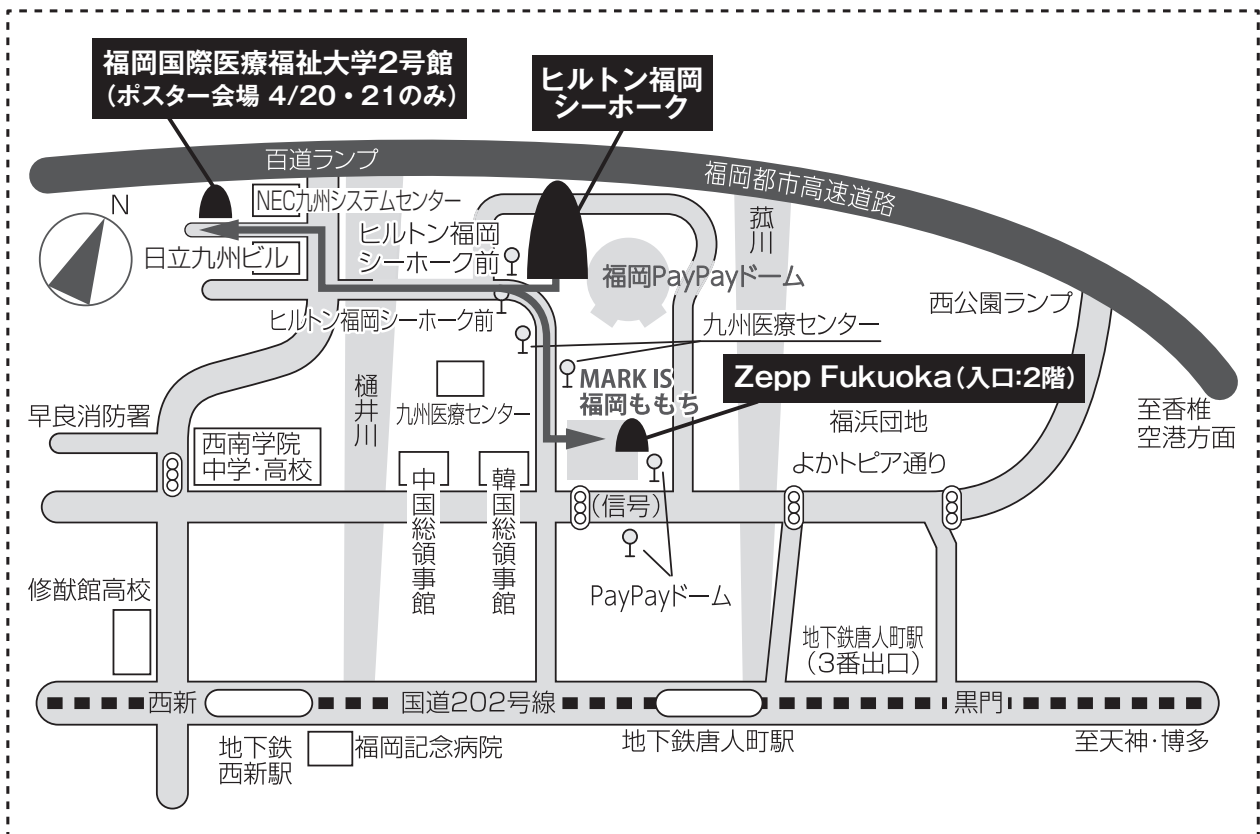 福岡国際医療福祉大学2号館
(ポスター会場 4/20・21のみ)
ヒルトン福岡
シーホーク
百道ランプ
福岡都市高速道路
N
NEC九州システムセンター
日立九州ビル
ヒルトン福岡
シーホーク前
福岡PayPayドーム
菰川
西公園ランプ
ヒルトン福岡シーホーク前
九州医療センター
MARK IS
福岡ももち
Zepp Fukuoka(入口:2階)
樋井川
九州医療センター
早良消防署
西南学院
中学・高校
福浜団地
至香椎
空港方面
よかトピア通り
中国総領事館
韓国総領事館
(信号)
PayPayドーム
修猷館高校
地下鉄唐人町駅
(3番出口)
西新
国道202号線
黒門
地下鉄
西新駅
福岡記念病院
地下鉄唐人町駅
至天神・博多